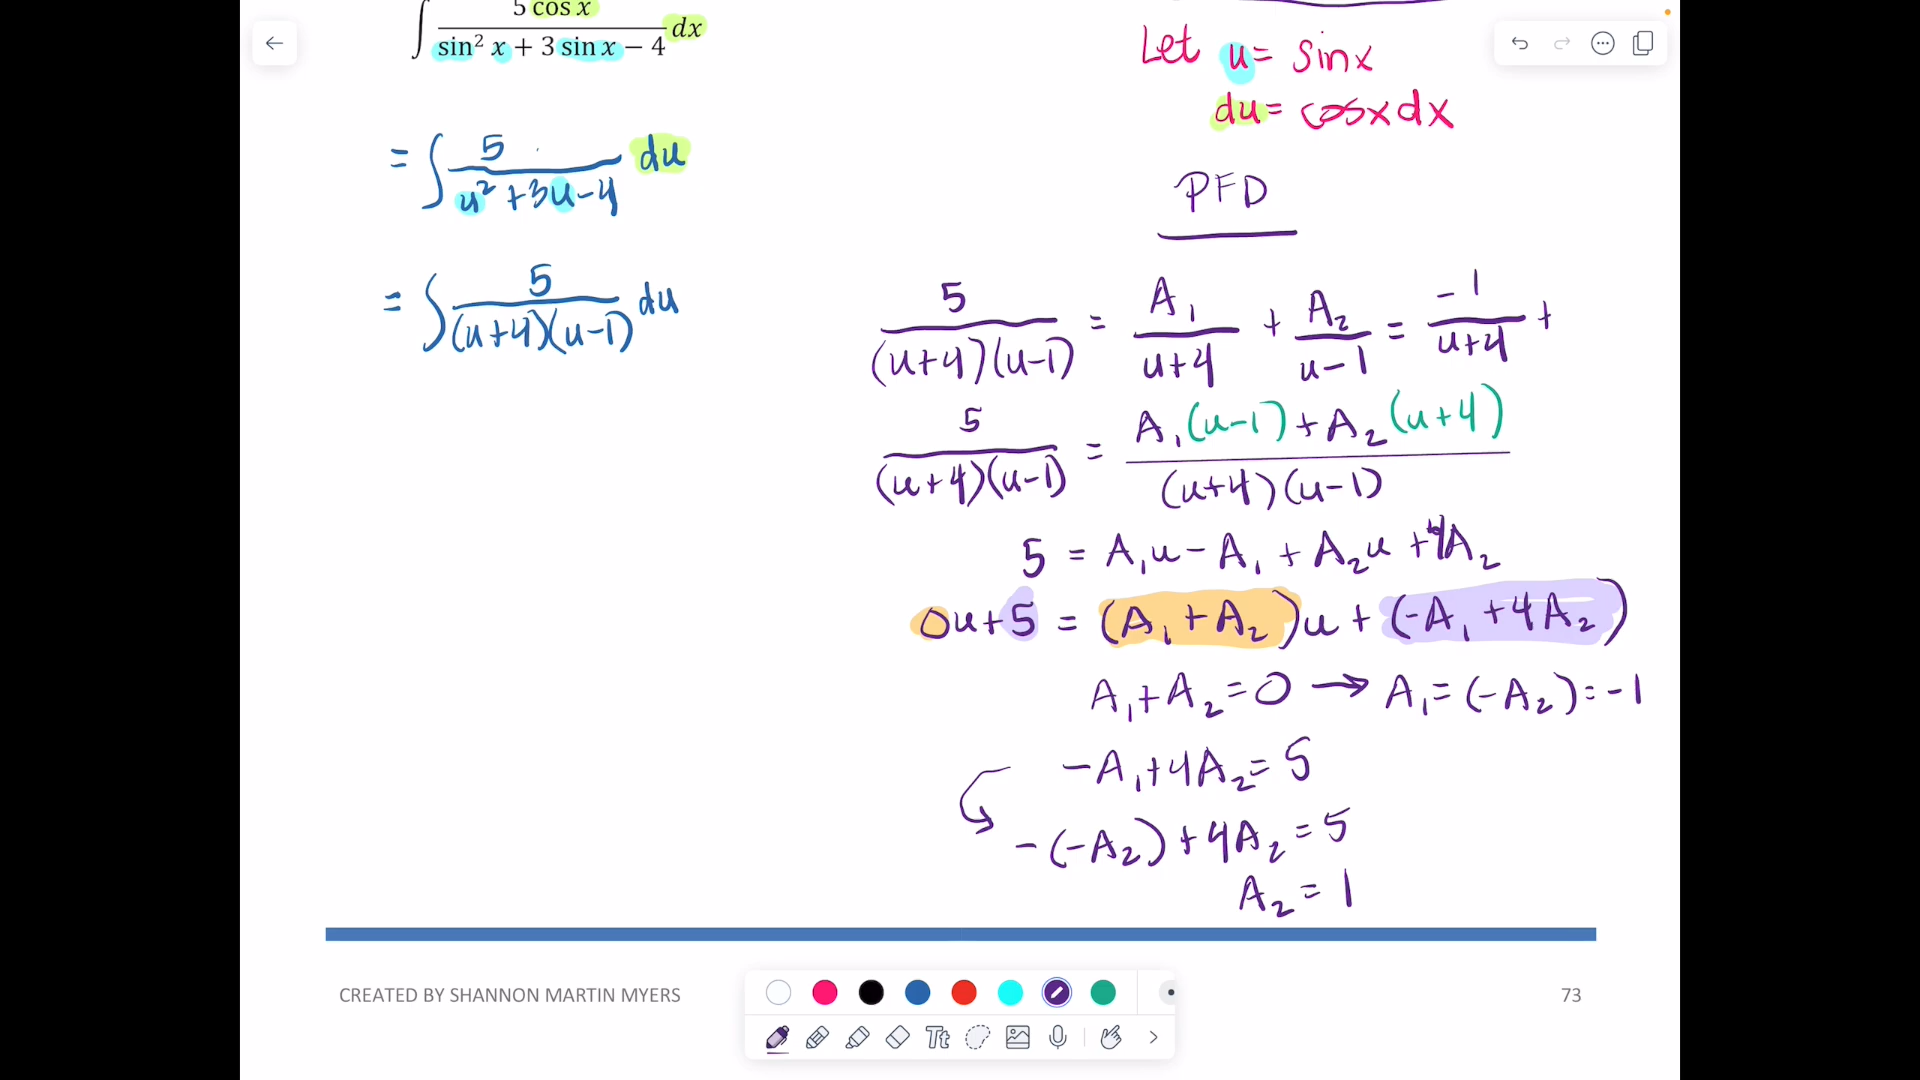 ∫ 5 cos x / (sin² x + 3 sin x − 4) dx
Let u = sinx
du = cosxdx
= ∫ 5 / (u² + 3u − 4) du
PFD
= ∫ 5 / ((u+4)(u−1)) du
5 / ((u+4)(u−1)) = A₁ / (u+4) + A₂ / (u−1) = −1 / (u+4) +
5 / ((u+4)(u−1)) = (A₁(u−1) + A₂(u+4)) / ((u+4)(u−1))
5 = A₁u − A₁ + A₂u + 4A₂
0u + 5 = (A₁ + A₂)u + (−A₁ + 4A₂)
A₁ + A₂ = 0 → A₁ = (−A₂) = −1
−A₁ + 4A₂ = 5
−(−A₂) + 4A₂ = 5
A₂ = 1
CREATED BY SHANNON MARTIN MYERS
73
Tt